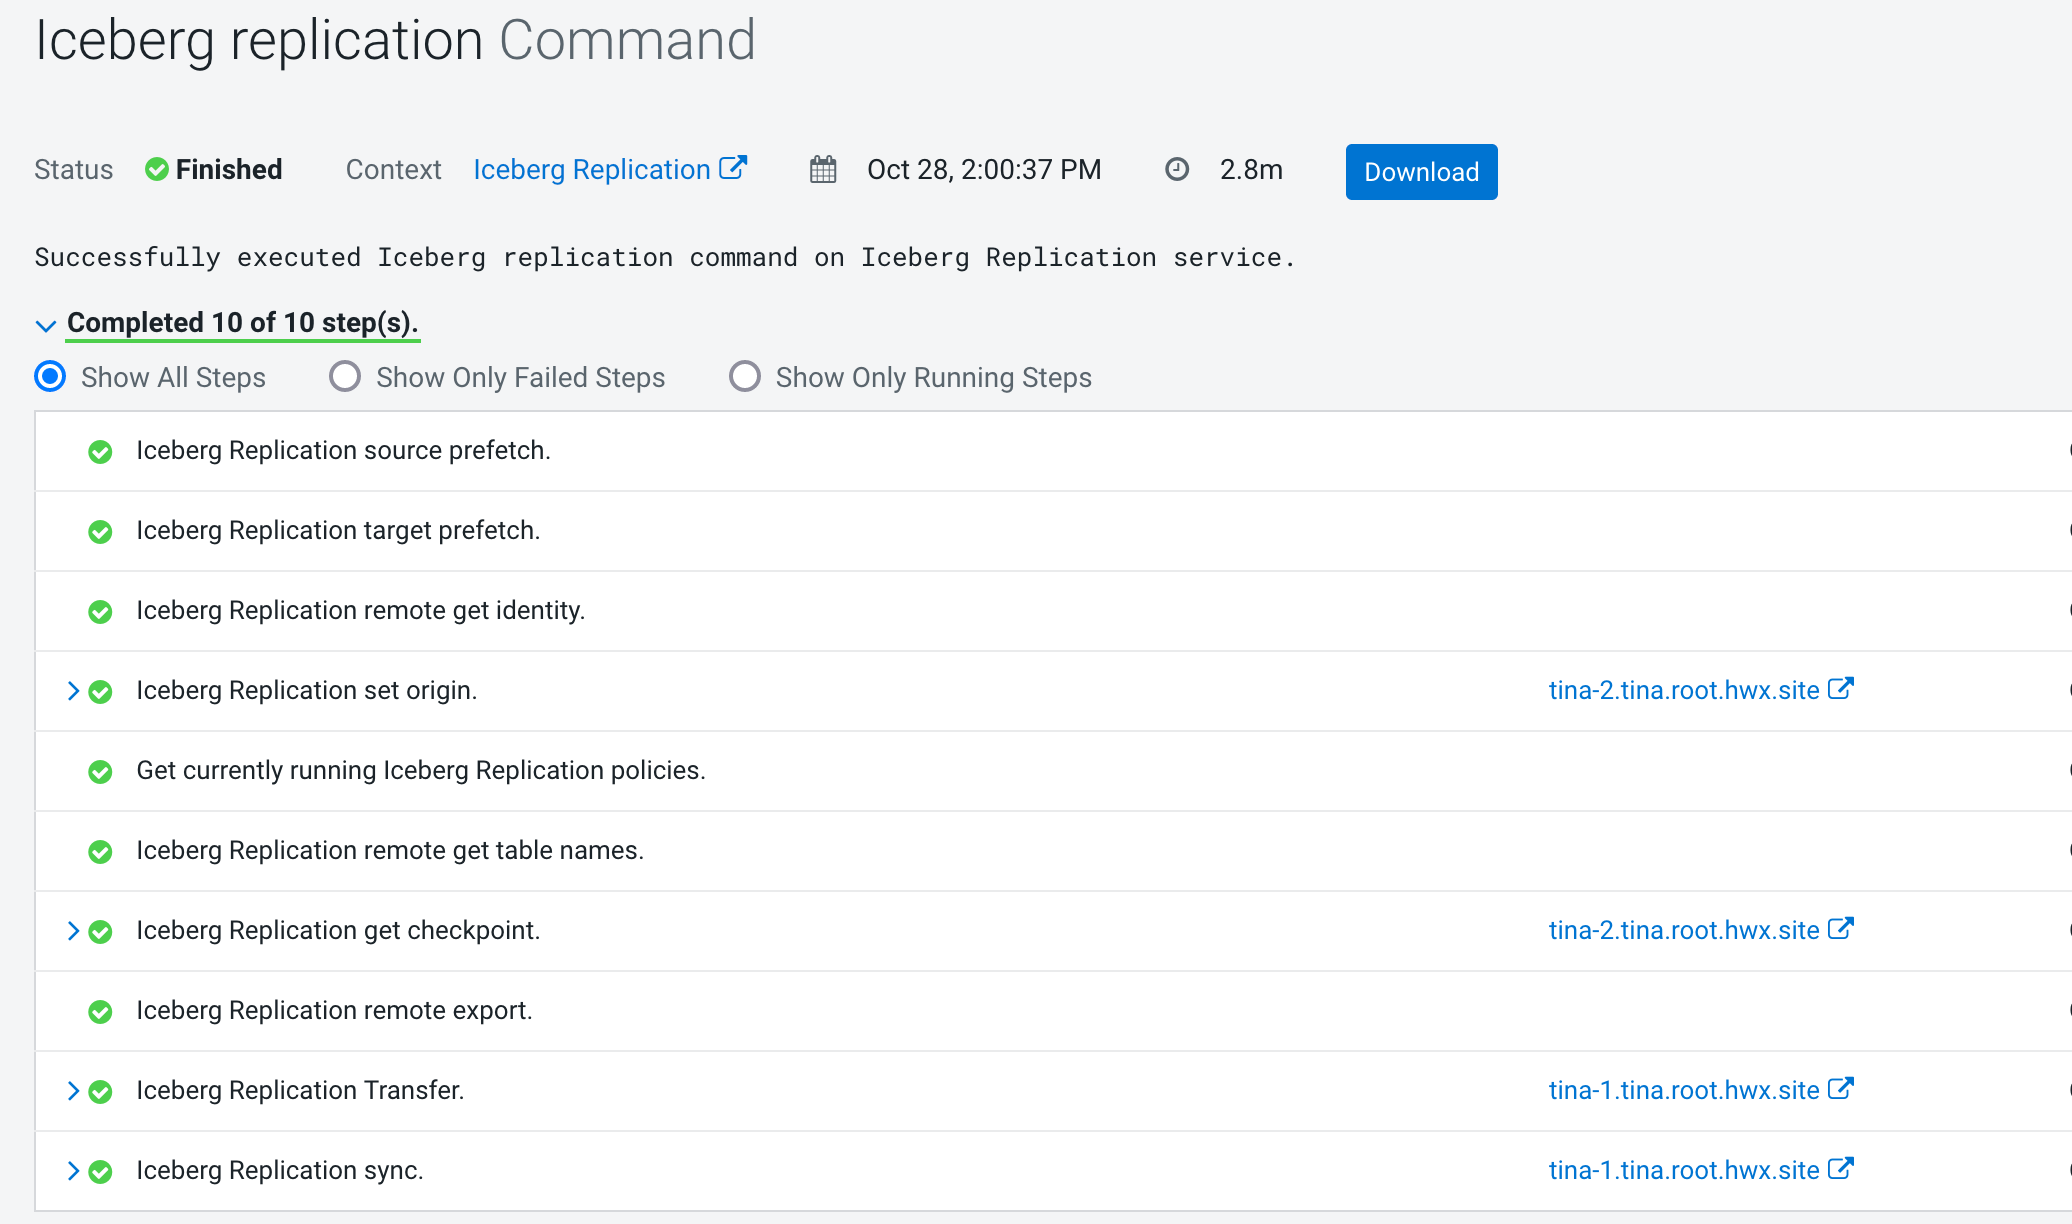 Iceberg replication Command
Status Finished Context Iceberg Replication Oct 28, 2:00:37 PM 2.8m Download
Successfully executed Iceberg replication command on Iceberg Replication service.
Completed 10 of 10 step(s).
Show All Steps Show Only Failed Steps Show Only Running Steps
Iceberg Replication source prefetch.
Iceberg Replication target prefetch.
Iceberg Replication remote get identity.
Iceberg Replication set origin. tina-2.tina.root.hwx.site
Get currently running Iceberg Replication policies.
Iceberg Replication remote get table names.
Iceberg Replication get checkpoint. tina-2.tina.root.hwx.site
Iceberg Replication remote export.
Iceberg Replication Transfer. tina-1.tina.root.hwx.site
Iceberg Replication sync. tina-1.tina.root.hwx.site